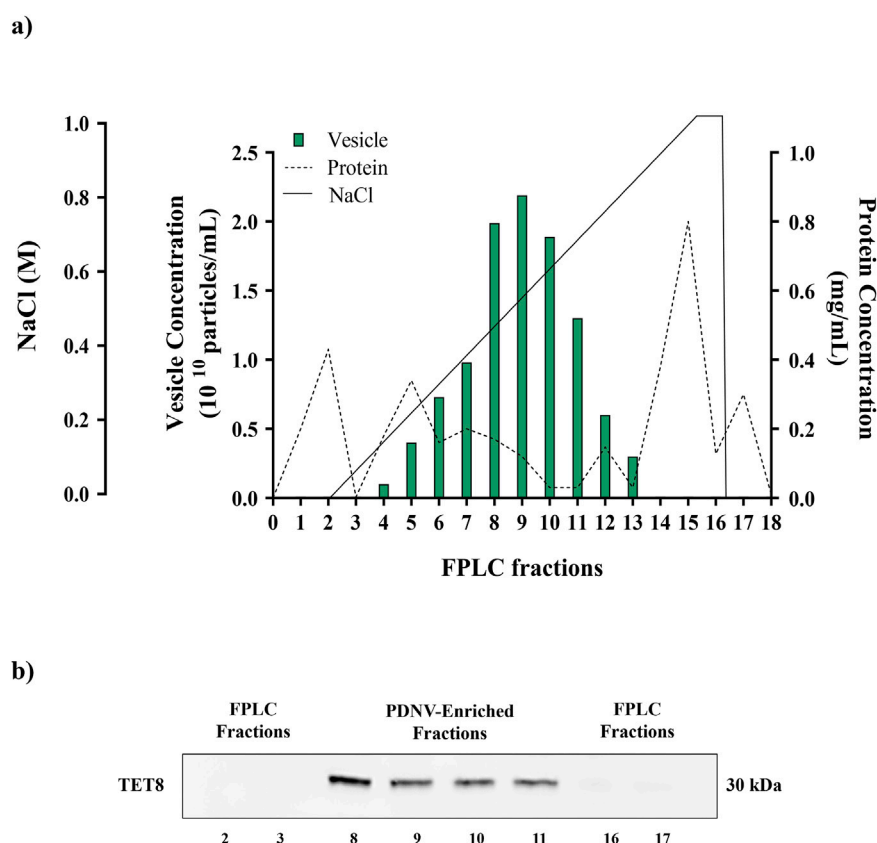 a)
Vesicle
Protein
NaCl
NaCl (M)
1.0
0.8
0.6
0.4
0.2
0.0
Vesicle Concentration
(10 10 particles/mL)
2.5
2.0
1.5
1.0
0.5
0.0
1.0
0.8
0.6
0.4
0.2
0.0
Protein Concentration
(mg/mL)
0 1 2 3 4 5 6 7 8 9 10 11 12 13 14 15 16 17 18
FPLC fractions
b)
FPLC
Fractions
PDNV-Enriched
Fractions
FPLC
Fractions
TET8
30 kDa
2 3 8 9 10 11 16 17